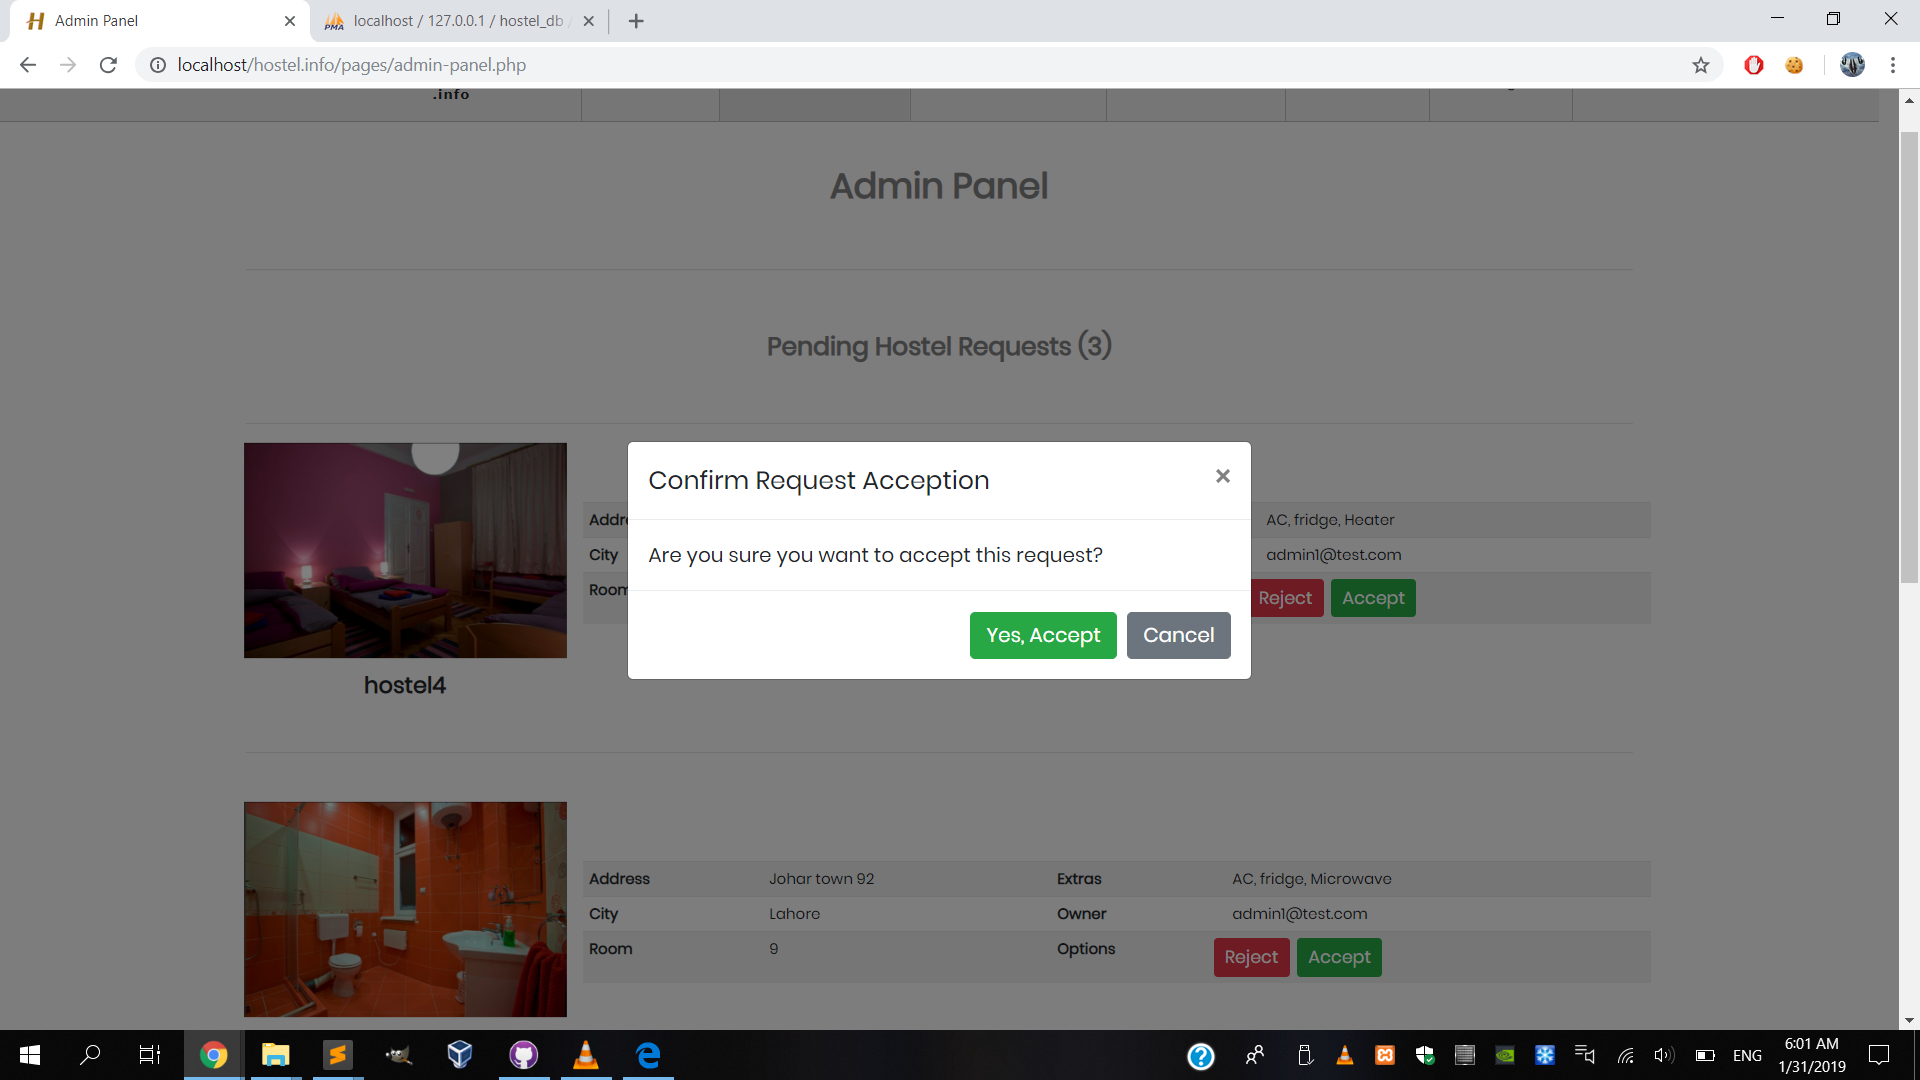 Admin Panel
localhost / 127.0.0.1 / hostel_db
localhost/hostel.info/pages/admin-panel.php
.info
Admin Panel
Pending Hostel Requests (3)
Confirm Request Acception
×
Are you sure you want to accept this request?
Yes, Accept
Cancel
Addre
AC, fridge, Heater
City
admin1@test.com
Room
Reject
Accept
hostel4
Address Johar town 92 Extras AC, fridge, Microwave
City Lahore Owner admin1@test.com
Room 9 Options Reject Accept
ENG
6:01 AM
1/31/2019